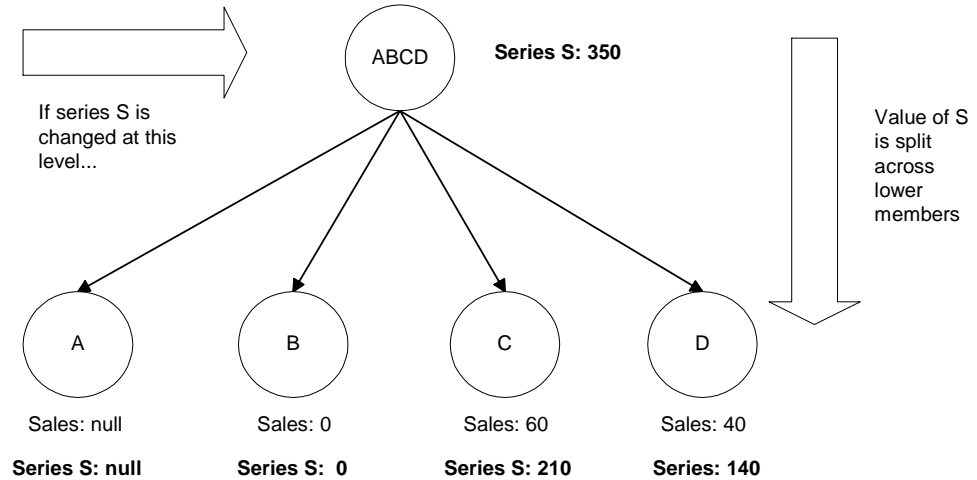 ABCD
Series S: 350
If series S is
changed at this
level...
Value of S
is split
across
lower
members
A
B
C
D
Sales: null
Sales: 0
Sales: 60
Sales: 40
Series S: null
Series S:  0
Series S: 210
Series: 140